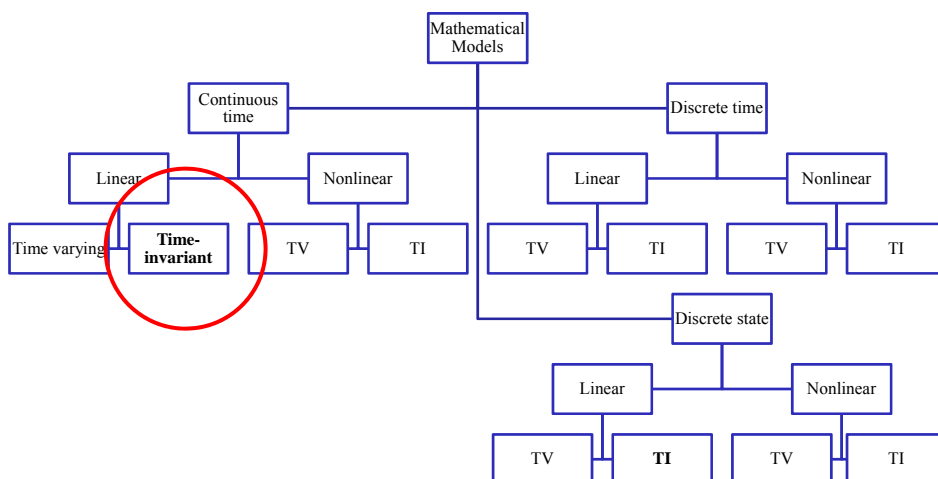 Mathematical
Models
Continuous
time
Discrete time
Linear
Nonlinear
Linear
Nonlinear
Time varying
Time-
invariant
TV
TI
TV
TI
TV
TI
Discrete state
Linear
Nonlinear
TV
TI
TV
TI